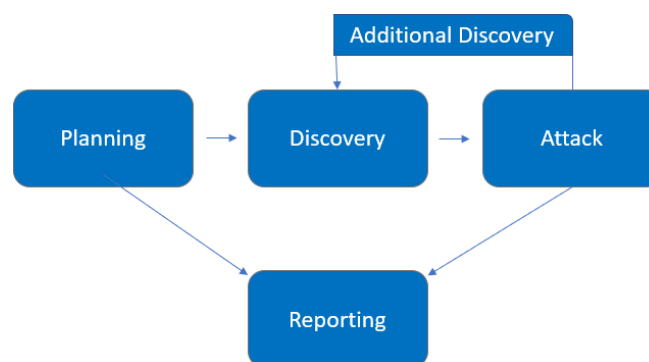 Additional Discovery
Planning
Discovery
Attack
Reporting